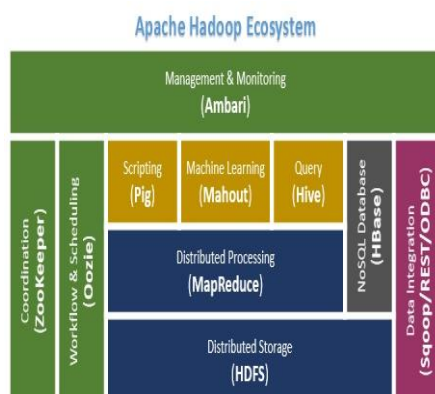 Apache Hadoop Ecosystem
Management & Monitoring
(Ambari)
Coordination
(ZooKeeper)
Workflow & Scheduling
(Oozie)
Scripting
(Pig)
Machine Learning
(Mahout)
Query
(Hive)
NoSQL Database
(HBase)
Data Integration
(Sqoop/REST/ODBC)
Distributed Processing
(MapReduce)
Distributed Storage
(HDFS)